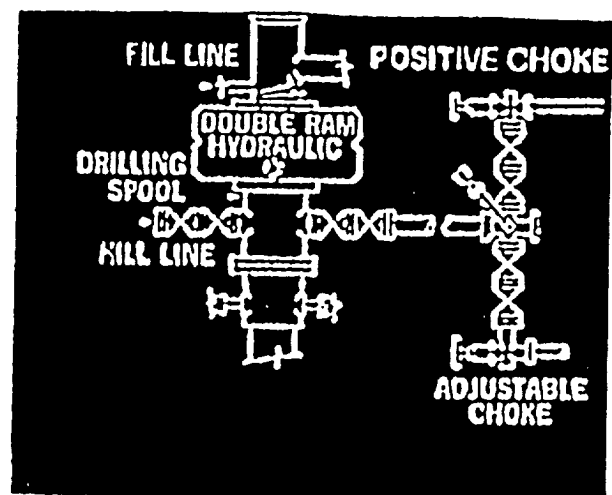 FILL LINE
POSITIVE CHOKE
DOUBLE RAM
HYDRAULIC
DRILLING
SPOOL
KILL LINE
ADJUSTABLE
CHOKE